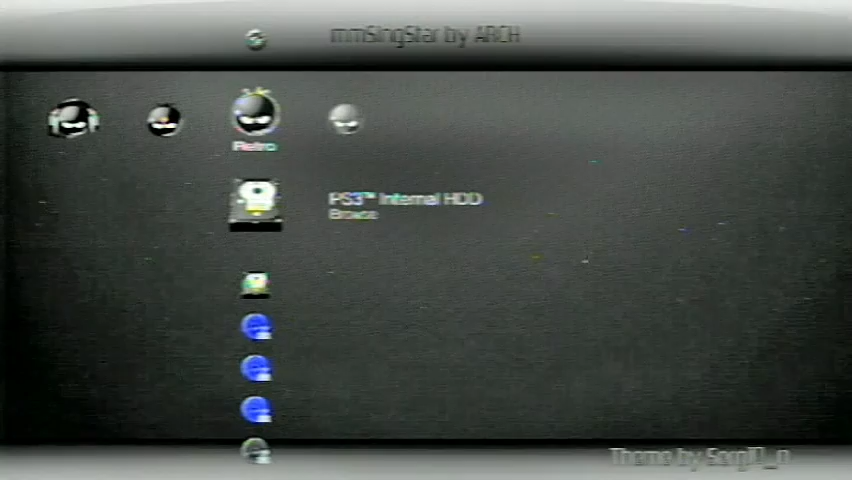 mmSingStar by ARCH
Retro
PS3™ Internal HDD
Browse
Theme by